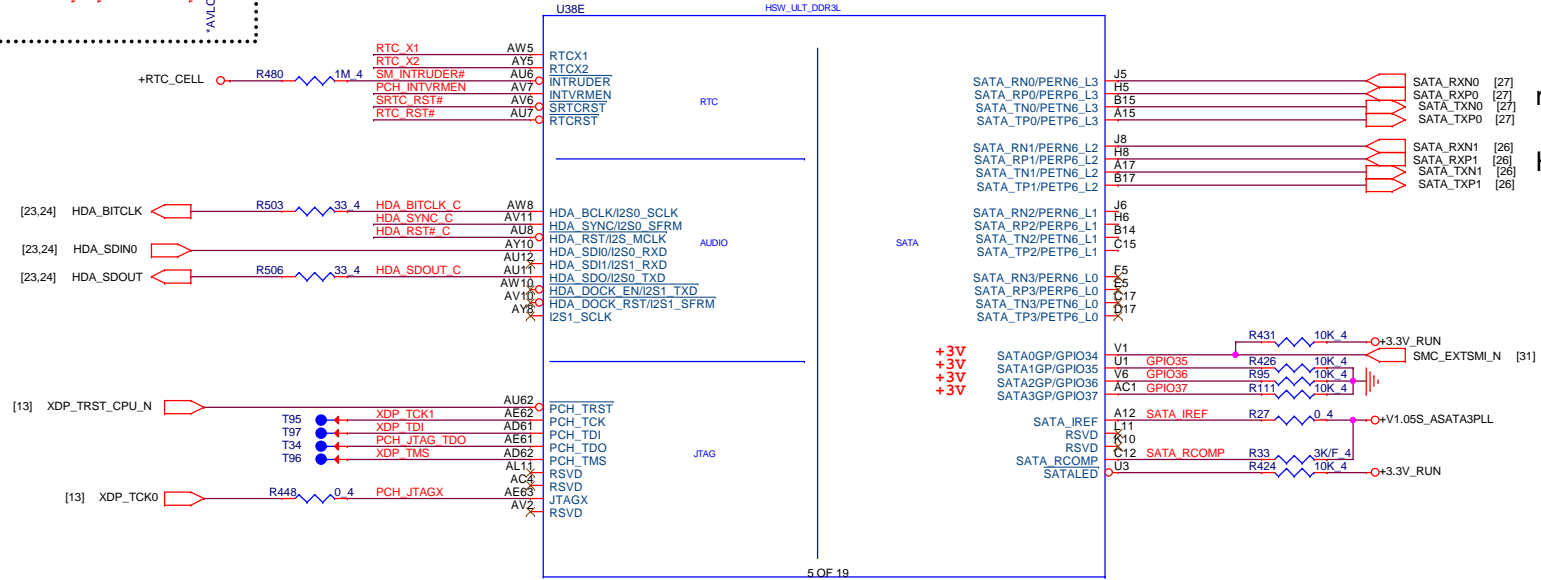 *AVLC
U38E
HSW_ULT_DDR3L
RTC_X1 AW5 RTCX1
RTC_X2 AY5 RTCX2
+RTC_CELL R480 1M_4 SM_INTRUDER# AU6 INTRUDER
PCH_INTVRMEN AV7 INTVRMEN
SRTC_RST# AV6 SRTCRST
RTC_RST# AU7 RTCRST
RTC
[23,24] HDA_BITCLK R503 33_4 HDA_BITCLK_C AW8 HDA_BCLK/I2S0_SCLK
HDA_SYNC_C AV11 HDA_SYNC/I2S0_SFRM
HDA_RST#_C AU8 HDA_RST/I2S_MCLK
[23,24] HDA_SDIN0 AY10 HDA_SDI0/I2S0_RXD
AU12 HDA_SDI1/I2S1_RXD
[23,24] HDA_SDOUT R506 33_4 HDA_SDOUT_C AU11 HDA_SDO/I2S0_TXD
AW10 HDA_DOCK_EN/I2S1_TXD
AV10 HDA_DOCK_RST/I2S1_SFRM
AY8 I2S1_SCLK
AUDIO
[13] XDP_TRST_CPU_N AU62 PCH_TRST
T95 XDP_TCK1 AE62 PCH_TCK
T97 XDP_TDI AD61 PCH_TDI
T34 PCH_JTAG_TDO AE61 PCH_TDO
T96 XDP_TMS AD62 PCH_TMS
AL11 RSVD
AC4 RSVD
[13] XDP_TCK0 R448 0_4 PCH_JTAGX AE63 JTAGX
AV2 RSVD
JTAG
SATA
SATA_RN0/PERN6_L3 J5 SATA_RXN0 [27]
SATA_RP0/PERP6_L3 H5 SATA_RXP0 [27]
SATA_TN0/PETN6_L3 B15 SATA_TXN0 [27]
SATA_TP0/PETP6_L3 A15 SATA_TXP0 [27]
SATA_RN1/PERN6_L2 J8 SATA_RXN1 [26]
SATA_RP1/PERP6_L2 H8 SATA_RXP1 [26]
SATA_TN1/PETN6_L2 A17 SATA_TXN1 [26]
SATA_TP1/PETP6_L2 B17 SATA_TXP1 [26]
SATA_RN2/PERN6_L1 J6
SATA_RP2/PERP6_L1 H6
SATA_TN2/PETN6_L1 B14
SATA_TP2/PETP6_L1 C15
SATA_RN3/PERN6_L0 F5
SATA_RP3/PERP6_L0 E5
SATA_TN3/PETN6_L0 C17
SATA_TP3/PETP6_L0 D17
R431 10K_4 +3.3V_RUN
+3V SATA0GP/GPIO34 V1 SMC_EXTSMI_N [31]
+3V SATA1GP/GPIO35 U1 GPIO35 R426 10K_4
+3V SATA2GP/GPIO36 V6 GPIO36 R95 10K_4
+3V SATA3GP/GPIO37 AC1 GPIO37 R111 10K_4
SATA_IREF A12 SATA_IREF R27 0_4 +V1.05S_ASATA3PLL
RSVD L11
RSVD K10
SATA_RCOMP C12 SATA_RCOMP R33 3K/F_4
SATALED U3 R424 10K_4 +3.3V_RUN
5 OF 19